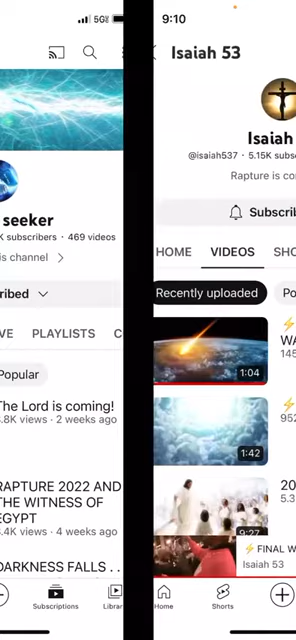 5G
seeker
K subscribers • 469 videos
is channel
ribed
VE PLAYLISTS C
Popular
The Lord is coming!
.8K views · 2 weeks ago
RAPTURE 2022 AND
THE WITNESS OF
EGYPT
.4K views · 4 weeks ago
DARKNESS FALLS . .
Subscriptions
Librar
9:10
Isaiah 53
Isaiah
@isaiah537 • 5.15K subscrib
Rapture is co
Subscrib
HOME VIDEOS SHO
Recently uploaded
Po
1:04
WA
145
1:42
952
9:27
20
5.3
⚡FINAL W
Isaiah 53
Home
Shorts